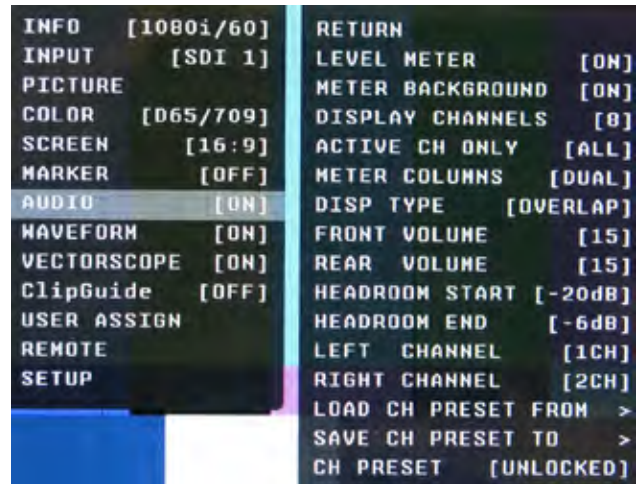 INFO [1080i/60]
INPUT [SDI 1]
PICTURE
COLOR [D65/709]
SCREEN [16:9]
MARKER [OFF]
AUDIO [ON]
WAVEFORM [ON]
VECTORSCOPE [ON]
ClipGuide [OFF]
USER ASSIGN
REMOTE
SETUP
RETURN
LEVEL METER [ON]
METER BACKGROUND [ON]
DISPLAY CHANNELS [8]
ACTIVE CH ONLY [ALL]
METER COLUMNS [DUAL]
DISP TYPE [OVERLAP]
FRONT VOLUME [15]
REAR VOLUME [15]
HEADROOM START [-20dB]
HEADROOM END [-6dB]
LEFT CHANNEL [1CH]
RIGHT CHANNEL [2CH]
LOAD CH PRESET FROM >
SAVE CH PRESET TO >
CH PRESET [UNLOCKED]